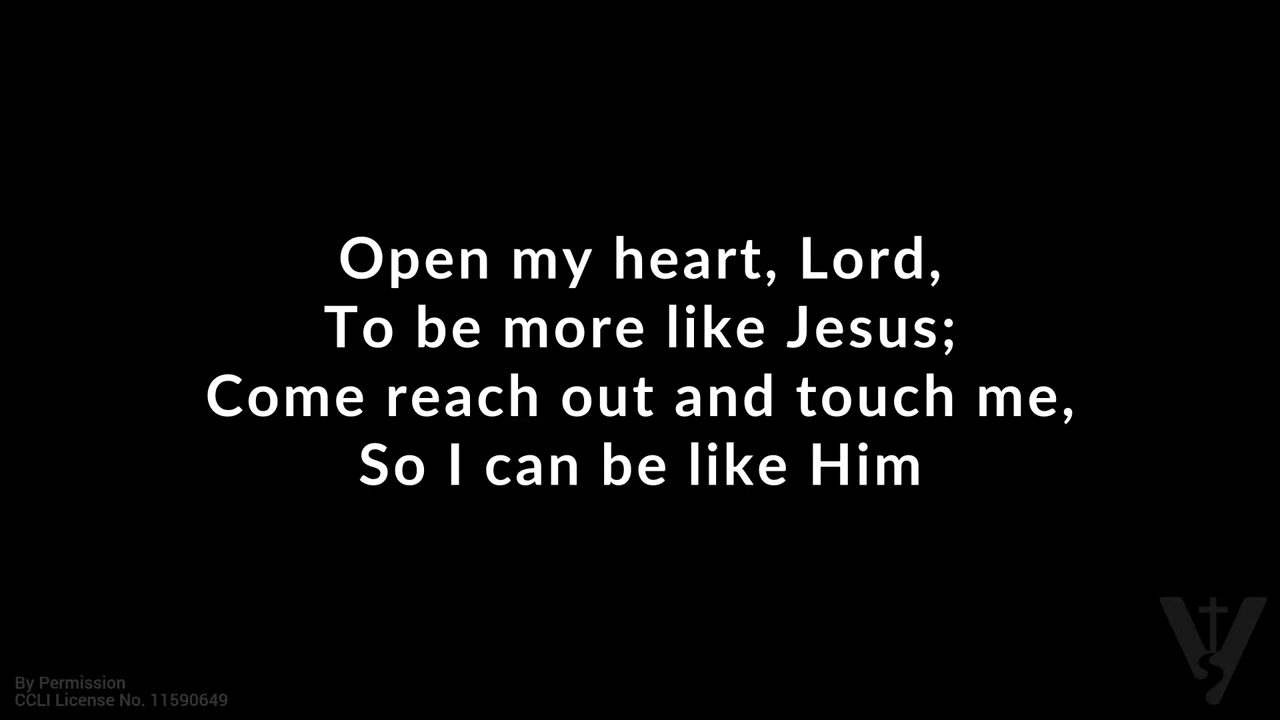 Open my heart, Lord,
To be more like Jesus;
Come reach out and touch me,
So I can be like Him
By Permission
CCLI License No. 11590649